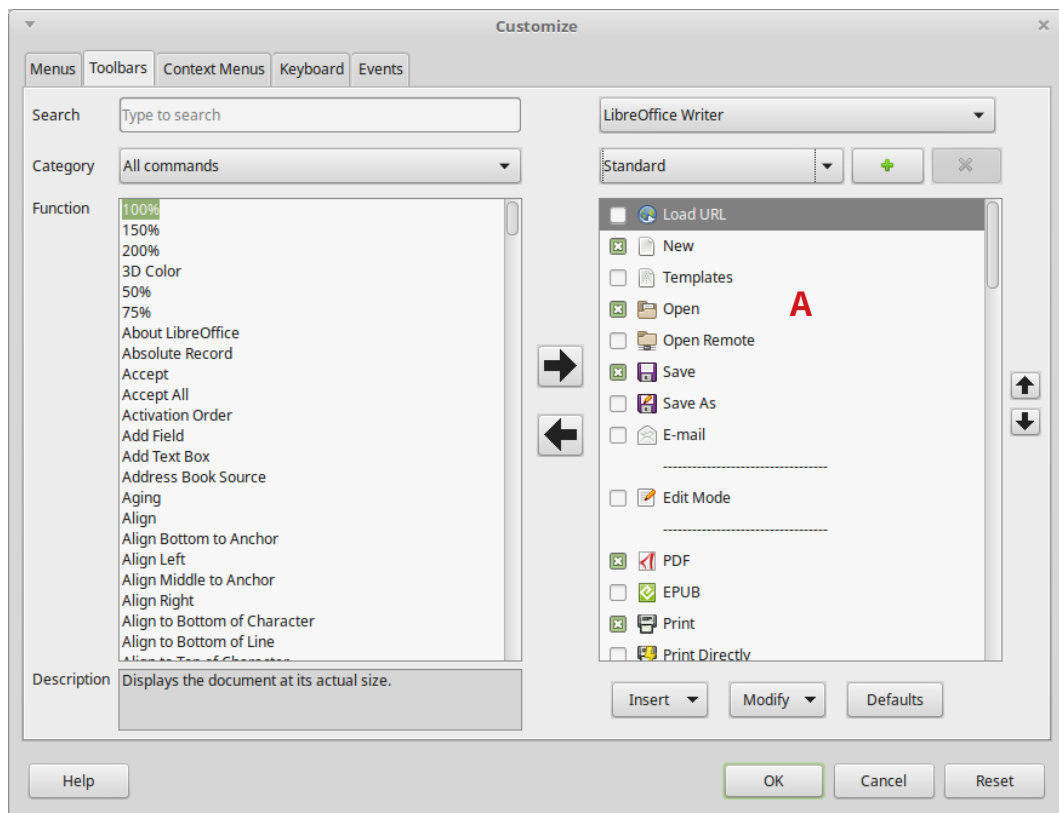 Customize
Menus Toolbars Context Menus Keyboard Events
Search Type to search LibreOffice Writer
Category All commands Standard
Function
100%
150%
200%
3D Color
50%
75%
About LibreOffice
Absolute Record
Accept
Accept All
Activation Order
Add Field
Add Text Box
Address Book Source
Aging
Align
Align Bottom to Anchor
Align Left
Align Middle to Anchor
Align Right
Align to Bottom of Character
Align to Bottom of Line
Align to Top of Character
Load URL
New
Templates
Open
A
Open Remote
Save
Save As
E-mail
----------------------------------
Edit Mode
----------------------------------
PDF
EPUB
Print
Print Directly
Description Displays the document at its actual size.
Insert Modify Defaults
Help OK Cancel Reset